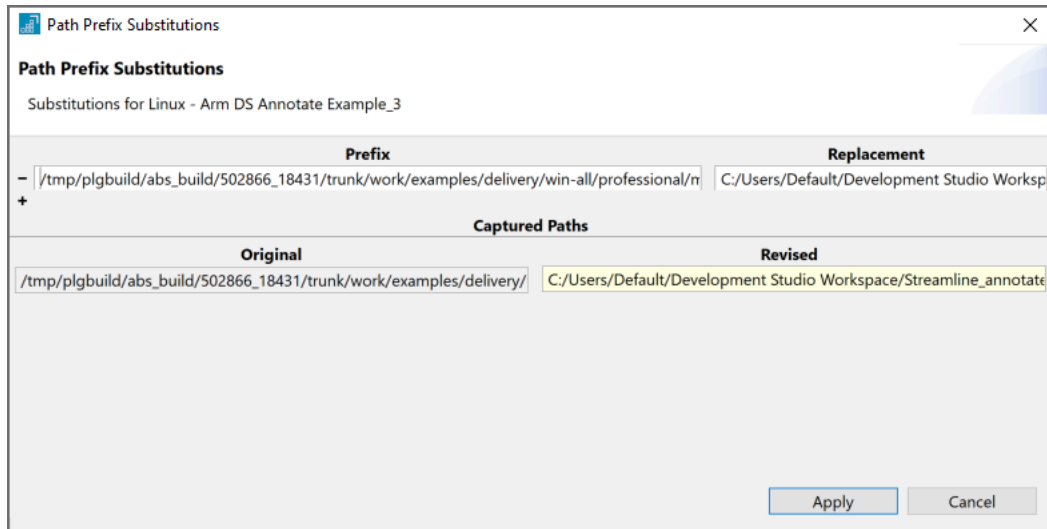 Path Prefix Substitutions
Path Prefix Substitutions
Substitutions for Linux - Arm DS Annotate Example_3
Prefix Replacement
/tmp/plgbuild/abs_build/502866_18431/trunk/work/examples/delivery/win-all/professional/m C:/Users/Default/Development Studio Worksp
Captured Paths
Original Revised
/tmp/plgbuild/abs_build/502866_18431/trunk/work/examples/delivery/ C:/Users/Default/Development Studio Workspace/Streamline_annotate
Apply Cancel